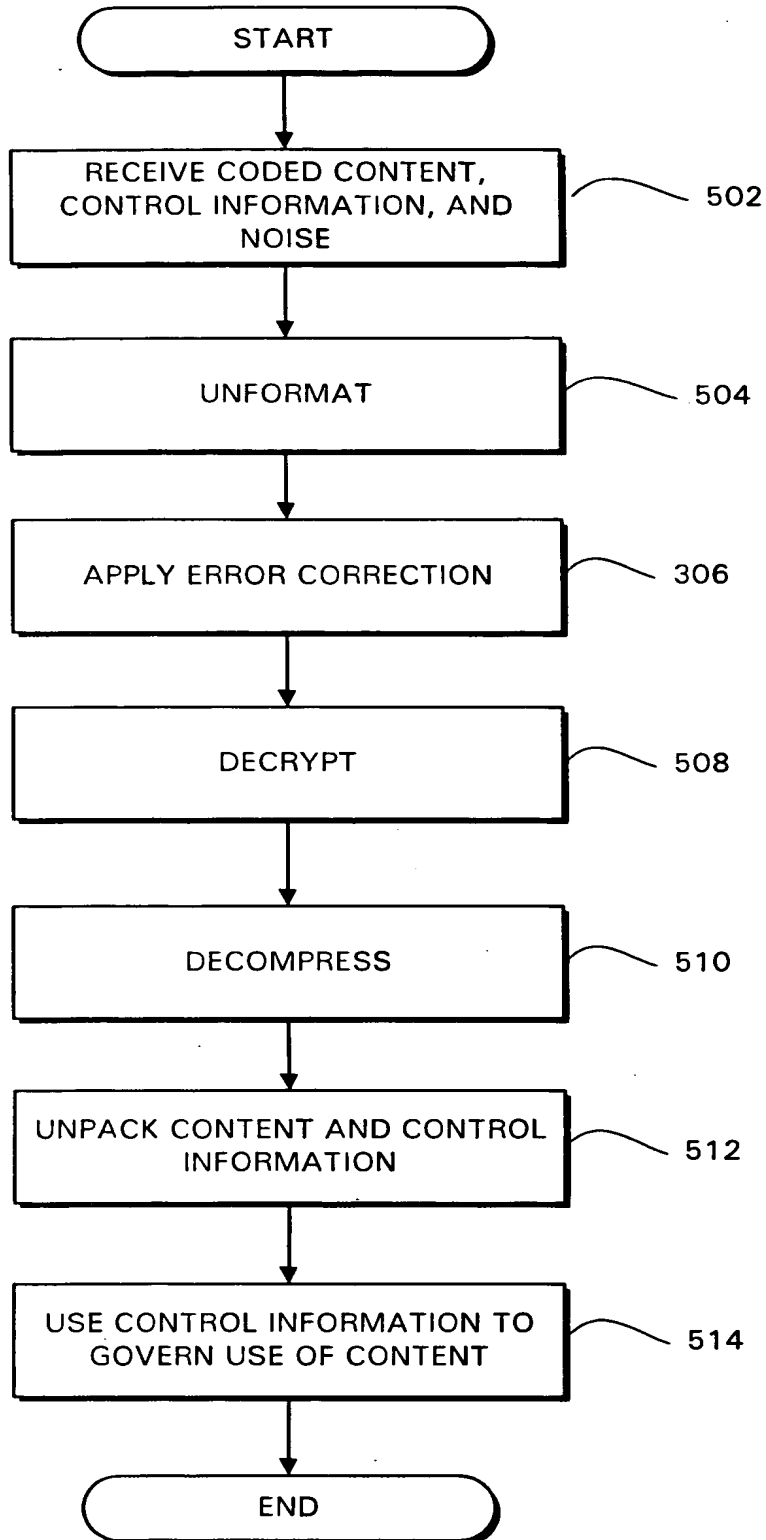 START
RECEIVE CODED CONTENT,
CONTROL INFORMATION, AND
NOISE
502
UNFORMAT
504
APPLY ERROR CORRECTION
306
DECRYPT
508
DECOMPRESS
510
UNPACK CONTENT AND CONTROL
INFORMATION
512
USE CONTROL INFORMATION TO
GOVERN USE OF CONTENT
514
END